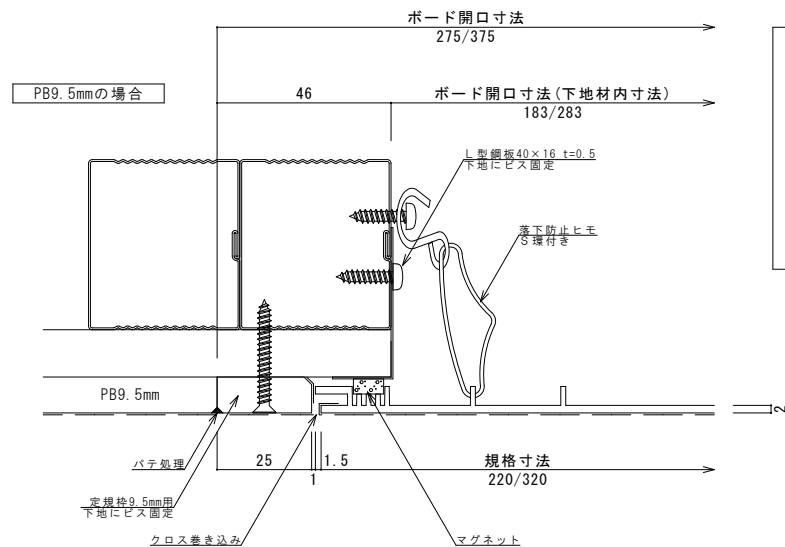 ボード開口寸法
275/375
PB9.5mmの場合
46
ボード開口寸法(下地材内寸法)
183/283
L型鋼板40×16 t=0.5
下地にビス固定
落下防止ヒモ
S環付き
PB9.5mm
2
パテ処理
25
1.5
1
規格寸法
220/320
定規枠9.5mm用
下地にビス固定
クロス巻き込み
マグネット